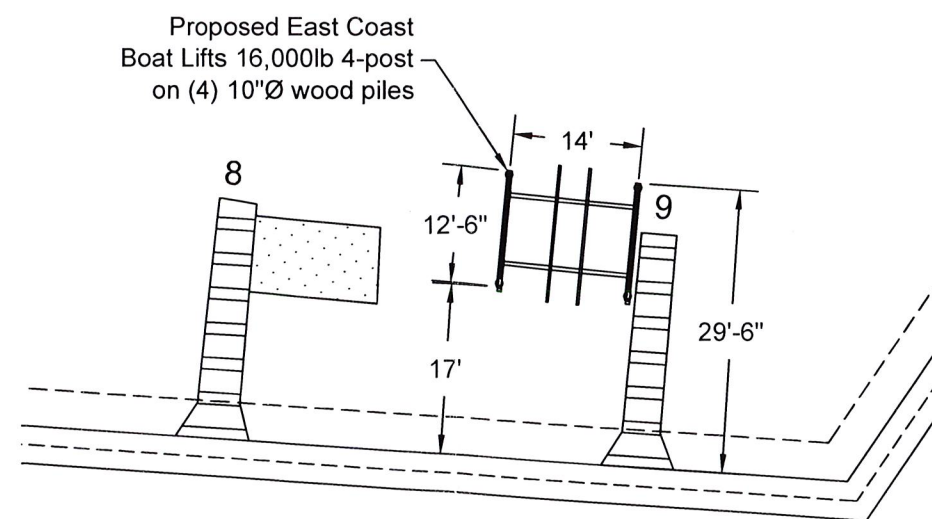 Proposed East Coast
Boat Lifts 16,000lb 4-post
on (4) 10"Ø wood piles
14'
8
9
12'-6"
29'-6"
17'